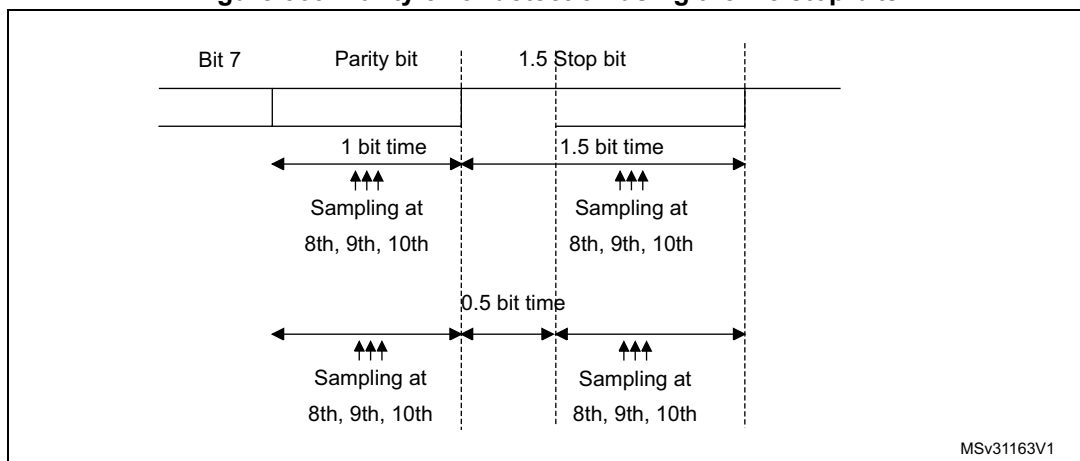 Bit 7 Parity bit 1.5 Stop bit
1 bit time 1.5 bit time
Sampling at Sampling at
8th, 9th, 10th 8th, 9th, 10th
0.5 bit time
Sampling at Sampling at
8th, 9th, 10th 8th, 9th, 10th
MSv31163V1